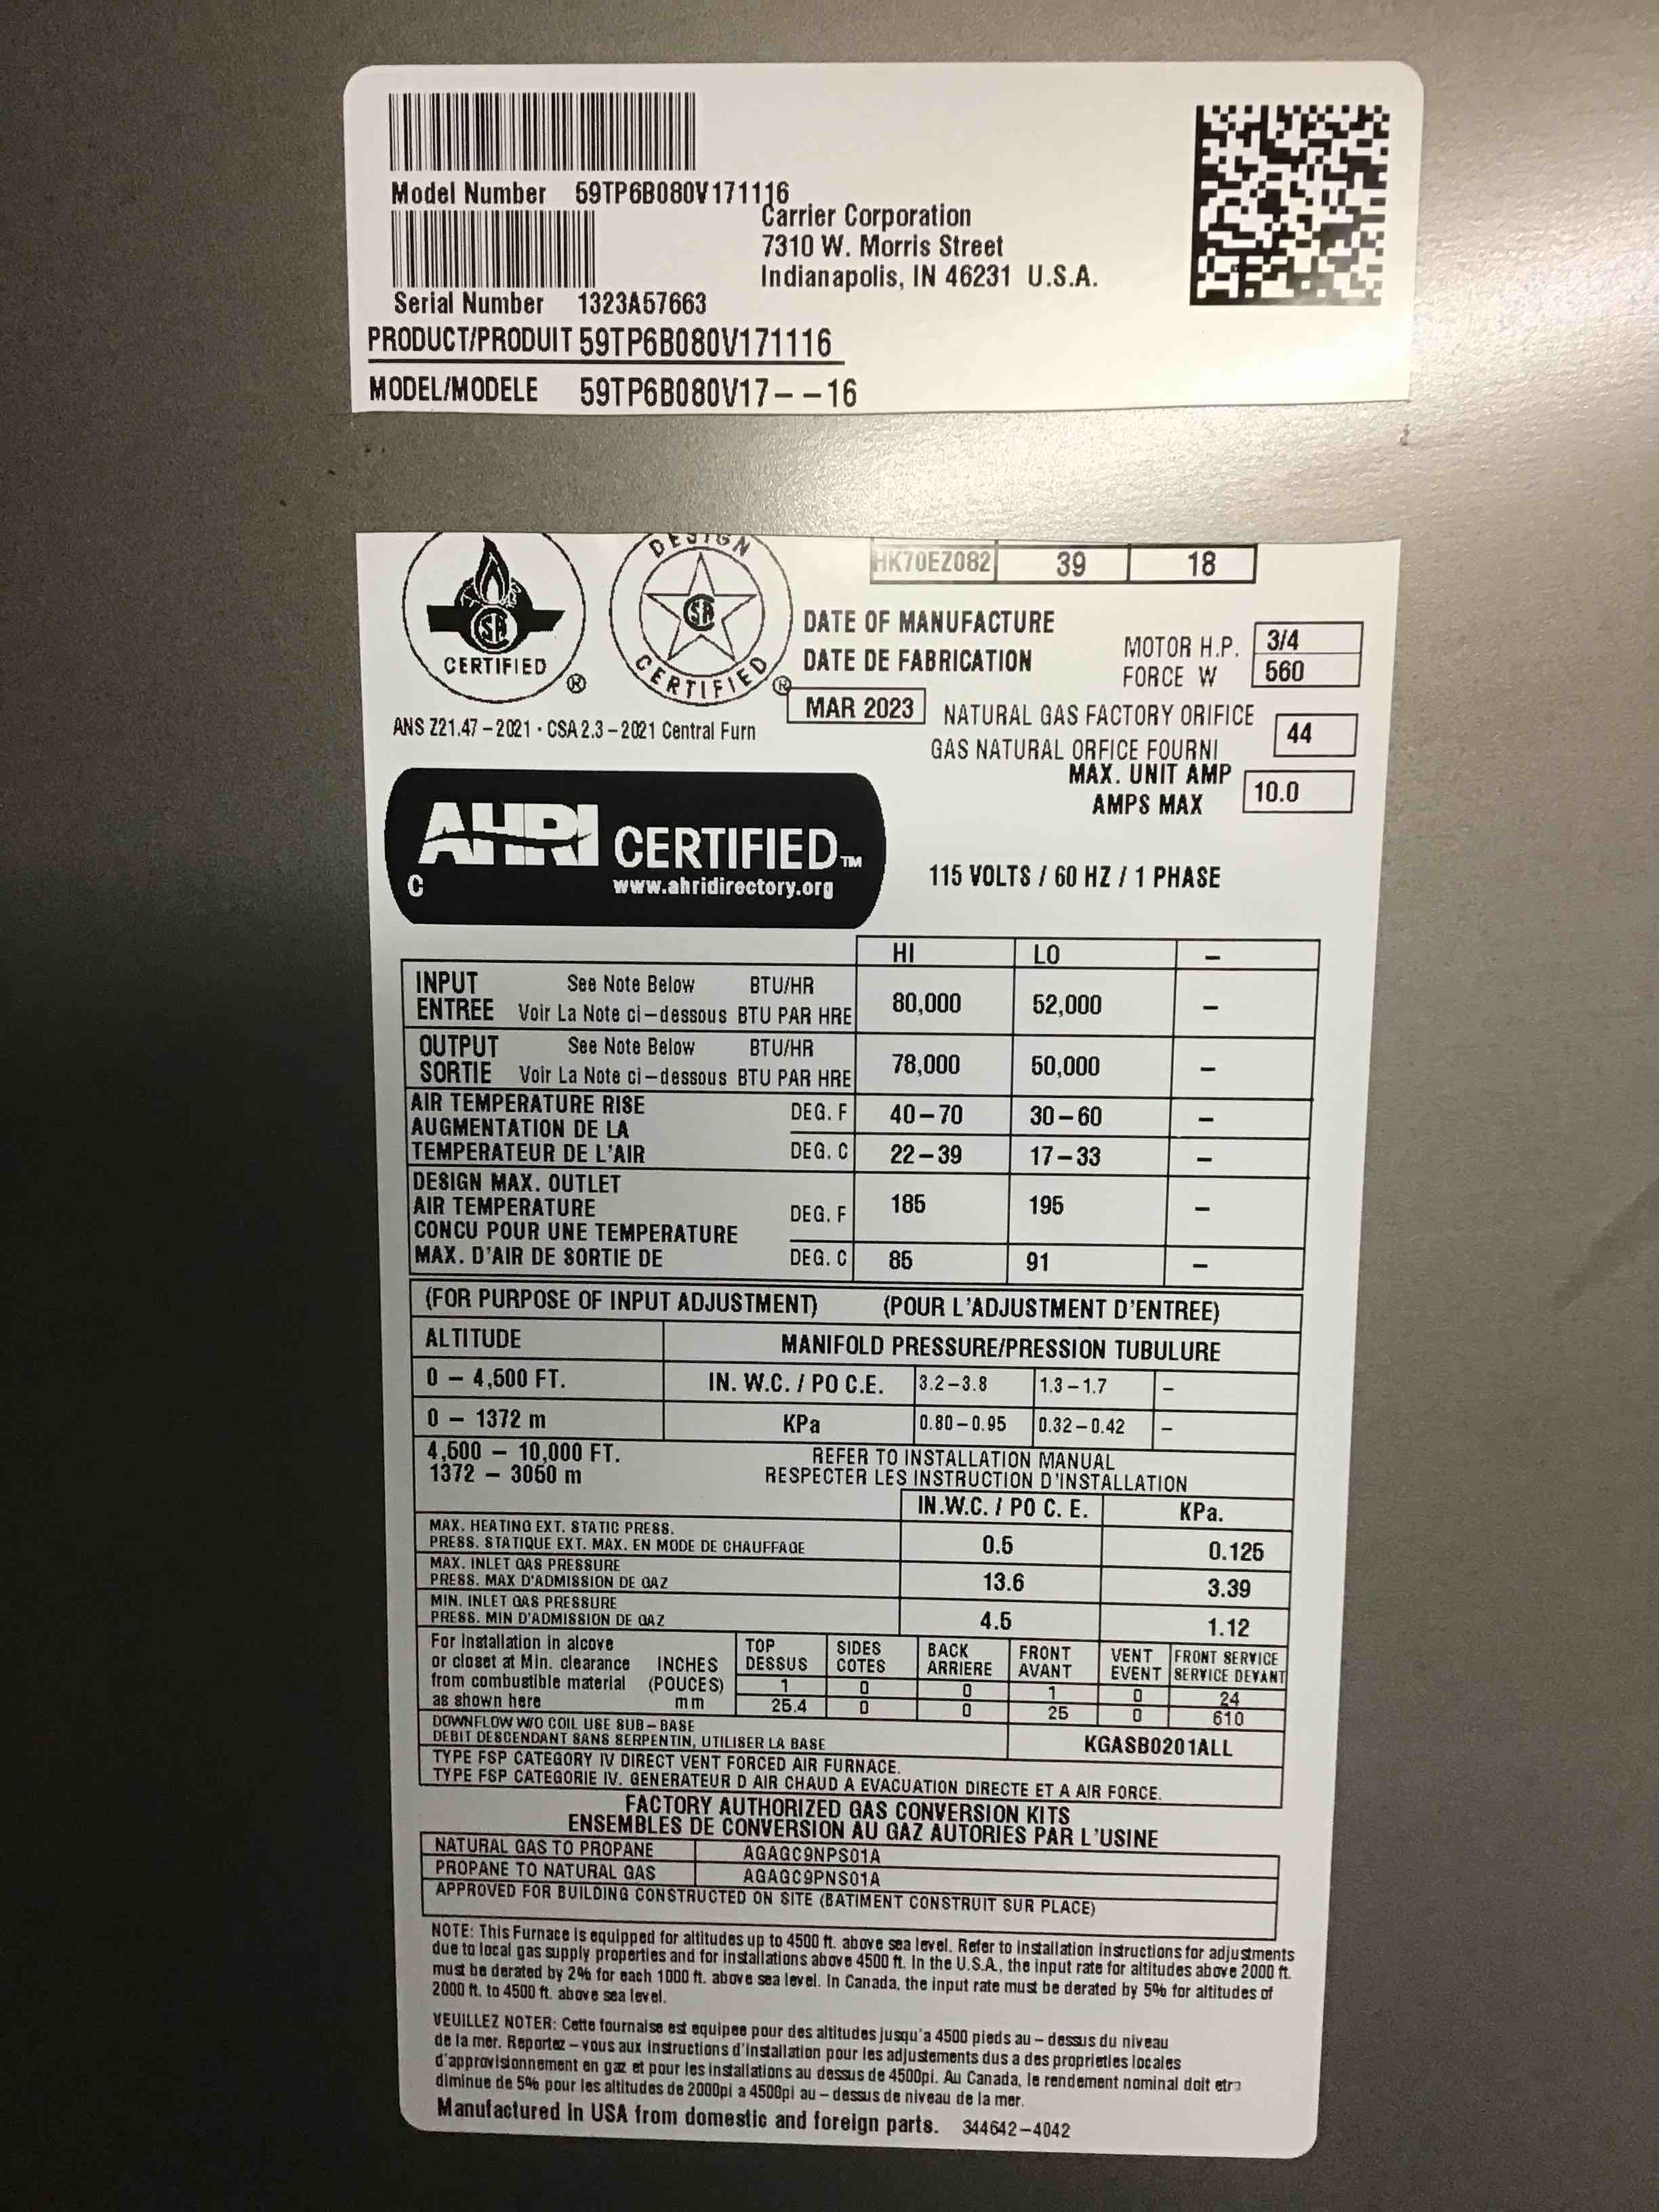 Model Number 59TP6B080V171116
Carrier Corporation
7310 W. Morris Street
Indianapolis, IN 46231 U.S.A.
Serial Number 1323A57663
PRODUCT/PRODUIT 59TP6B080V171116
MODEL/MODELE 59TP6B080V17--16
HK70EZ082 39 18
SA
CERTIFIED ®
DESIGN
SA
CERTIFIED ®
DATE OF MANUFACTURE
DATE DE FABRICATION
MAR 2023
MOTOR H.P. 3/4
FORCE W 560
ANS Z21.47-2021 · CSA 2.3-2021 Central Furn
NATURAL GAS FACTORY ORIFICE
GAS NATURAL ORFICE FOURNI
44
MAX. UNIT AMP
AMPS MAX
10.0
AHRI CERTIFIED TM
C www.ahridirectory.org
115 VOLTS / 60 HZ / 1 PHASE
HI LO -
INPUT See Note Below BTU/HR
ENTREE Voir La Note ci-dessous BTU PAR HRE
80,000 52,000 -
OUTPUT See Note Below BTU/HR
SORTIE Voir La Note ci-dessous BTU PAR HRE
78,000 50,000 -
AIR TEMPERATURE RISE
AUGMENTATION DE LA
TEMPERATEUR DE L'AIR
DEG. F 40-70 30-60 -
DEG. C 22-39 17-33 -
DESIGN MAX. OUTLET
AIR TEMPERATURE
CONCU POUR UNE TEMPERATURE
MAX. D'AIR DE SORTIE DE
DEG. F 185 195 -
DEG. C 85 91 -
(FOR PURPOSE OF INPUT ADJUSTMENT) (POUR L'ADJUSTMENT D'ENTREE)
ALTITUDE MANIFOLD PRESSURE/PRESSION TUBULURE
0 - 4,500 FT. IN. W.C. / PO C.E. 3.2-3.8 1.3-1.7 -
0 - 1372 m KPa 0.80-0.95 0.32-0.42 -
4,500 - 10,000 FT. REFER TO INSTALLATION MANUAL
1372 - 3050 m RESPECTER LES INSTRUCTION D'INSTALLATION
IN.W.C. / PO C. E. KPa.
MAX. HEATING EXT. STATIC PRESS.
PRESS. STATIQUE EXT. MAX. EN MODE DE CHAUFFAGE
0.5 0.125
MAX. INLET GAS PRESSURE
PRESS. MAX D'ADMISSION DE GAZ
13.6 3.39
MIN. INLET GAS PRESSURE
PRESS. MIN D'ADMISSION DE GAZ
4.5 1.12
For Installation in alcove
or closet at Min. clearance INCHES
from combustible material (POUCES)
as shown here mm
TOP SIDES BACK FRONT VENT FRONT SERVICE
DESSUS COTES ARRIERE AVANT EVENT SERVICE DEVANT
1 0 0 1 0 24
25.4 0 0 25 0 610
DOWNFLOW W/O COIL USE SUB-BASE
DEBIT DESCENDANT SANS SERPENTIN, UTILISER LA BASE
KGASB0201ALL
TYPE FSP CATEGORY IV DIRECT VENT FORCED AIR FURNACE.
TYPE FSP CATEGORIE IV. GENERATEUR D AIR CHAUD A EVACUATION DIRECTE ET A AIR FORCE.
FACTORY AUTHORIZED GAS CONVERSION KITS
ENSEMBLES DE CONVERSION AU GAZ AUTORIES PAR L'USINE
NATURAL GAS TO PROPANE AGAGC9NPS01A
PROPANE TO NATURAL GAS AGAGC9PNS01A
APPROVED FOR BUILDING CONSTRUCTED ON SITE (BATIMENT CONSTRUIT SUR PLACE)
NOTE: This Furnace is equipped for altitudes up to 4500 ft. above sea level. Refer to installation instructions for adjustments
due to local gas supply properties and for installations above 4500 ft. In the U.S.A., the input rate for altitudes above 2000 ft.
must be derated by 2% for each 1000 ft. above sea level. In Canada, the input rate must be derated by 5% for altitudes of
2000 ft. to 4500 ft. above sea level.
VEUILLEZ NOTER: Cette fournaise est equipee pour des altitudes jusqu'a 4500 pieds au-dessus du niveau
de la mer. Reportez-vous aux instructions d'installation pour les adjustements dus a des proprieties locales
d'approvisionnement en gaz et pour les installations au dessus de 4500pi. Au Canada, le rendement nominal doit etre
diminue de 5% pour les altitudes de 2000pi a 4500pi au-dessus de niveau de la mer.
Manufactured in USA from domestic and foreign parts. 344642-4042